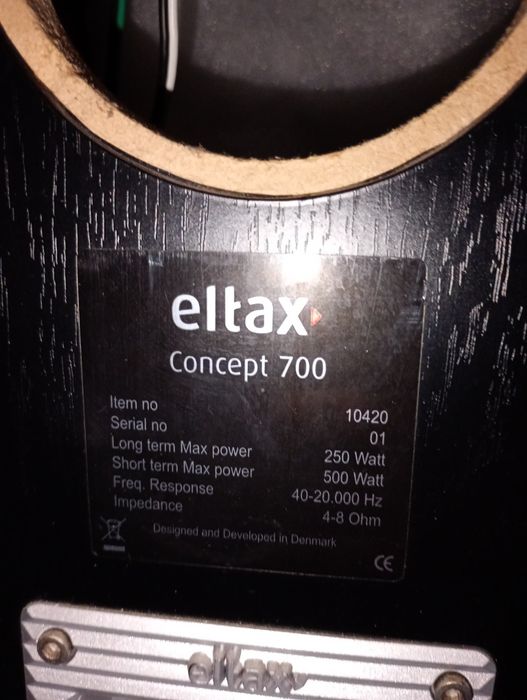 eltax
Concept 700
Item no 10420
Serial no 01
Long term Max power 250 Watt
Short term Max power 500 Watt
Freq. Response 40-20.000 Hz
Impedance 4-8 Ohm
Designed and Developed in Denmark
CE
eltax